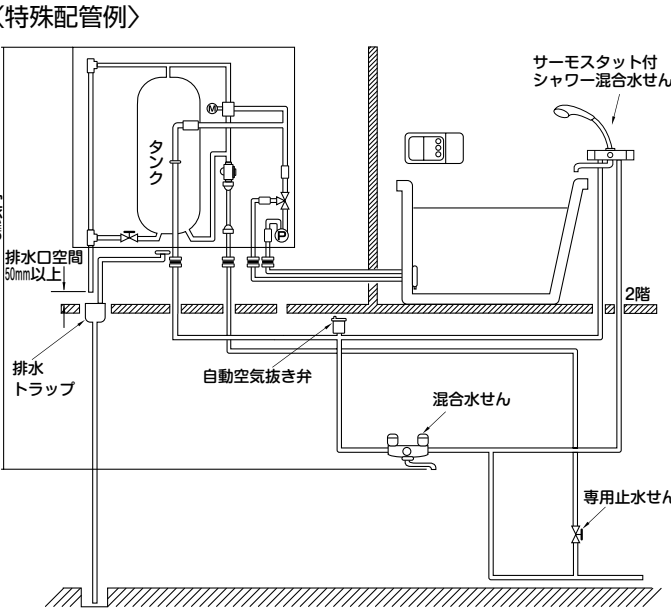 〈特殊配管例〉
サーモスタット付
シャワー混合水せん
タンク
M
P
排水口空間
50mm以上
2階
排水
トラップ
自動空気抜き弁
混合水せん
専用止水せん